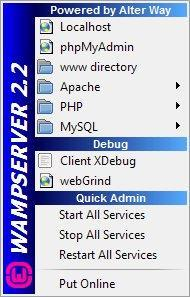 Powered by Alter Way
Localhost
phpMyAdmin
www directory
Apache
PHP
MySQL
Debug
Client XDebug
webGrind
Quick Admin
Start All Services
Stop All Services
Restart All Services
Put Online
WAMPSERVER 2.2